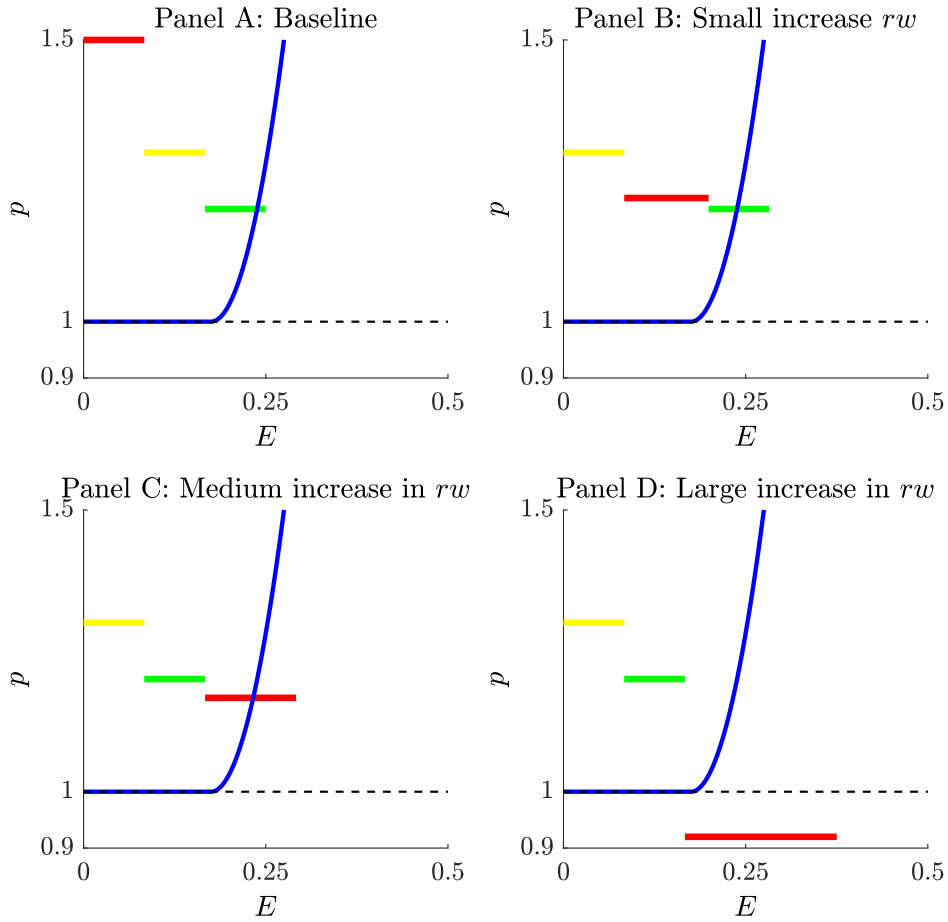 Panel A: Baseline
1.5
p
1
0.9
0
0.25
0.5
E
Panel B: Small increase rw
1.5
p
1
0.9
0
0.25
0.5
E
Panel C: Medium increase in rw
1.5
p
1
0.9
0
0.25
0.5
E
Panel D: Large increase in rw
1.5
p
1
0.9
0
0.25
0.5
E